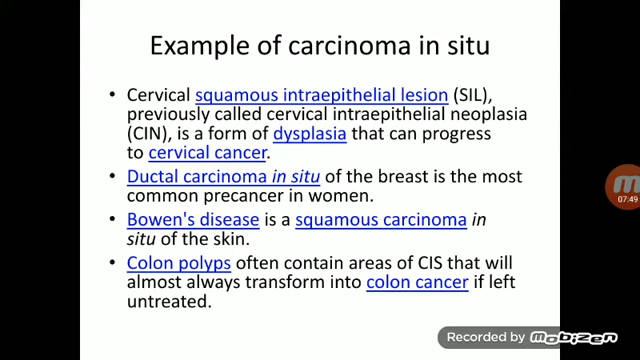 Example of carcinoma in situ
• Cervical squamous intraepithelial lesion (SIL),
previously called cervical intraepithelial neoplasia
(CIN), is a form of dysplasia that can progress
to cervical cancer.
• Ductal carcinoma in situ of the breast is the most
common precancer in women.
• Bowen's disease is a squamous carcinoma in
situ of the skin.
• Colon polyps often contain areas of CIS that will
almost always transform into colon cancer if left
untreated.
M
07:49
Recorded by mobizen